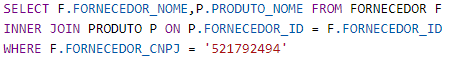 SELECT F.FORNECEDOR_NOME,P.PRODUTO_NOME FROM FORNECEDOR F
INNER JOIN PRODUTO P ON P.FORNECEDOR_ID = F.FORNECEDOR_ID
WHERE F.FORNECEDOR_CNPJ = '521792494'